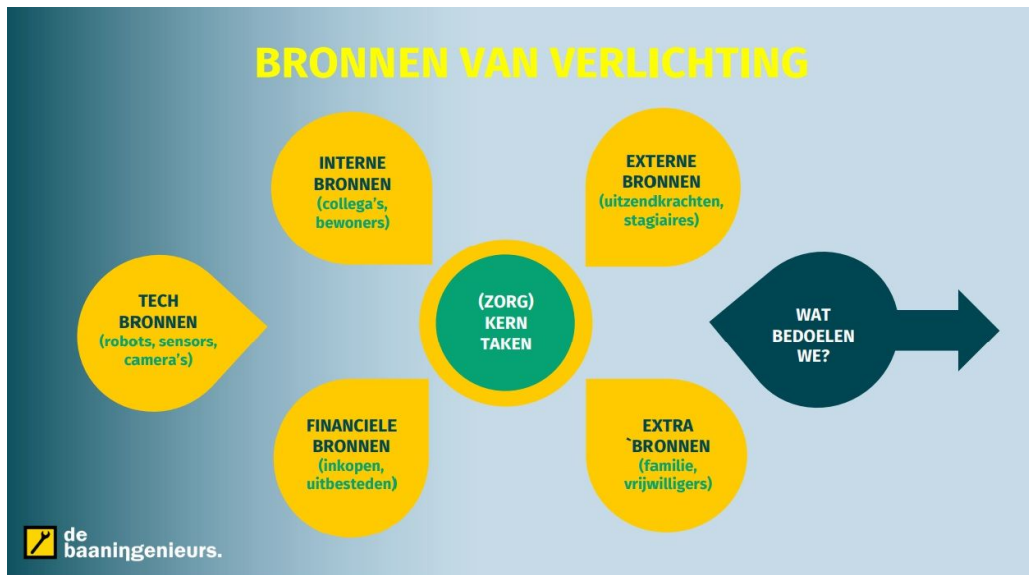 BRONNEN VAN VERLICHTING
INTERNE
BRONNEN
(collega's,
bewoners)
EXTERNE
BRONNEN
(uitzendkrachten,
stagiaires)
TECH
BRONNEN
(robots, sensors,
camera's)
(ZORG)
KERN
TAKEN
WAT
BEDOELEN
WE?
FINANCIELE
BRONNEN
(inkopen,
uitbesteden)
EXTRA
`BRONNEN
(familie,
vrijwilligers)
de
baaningenieurs.